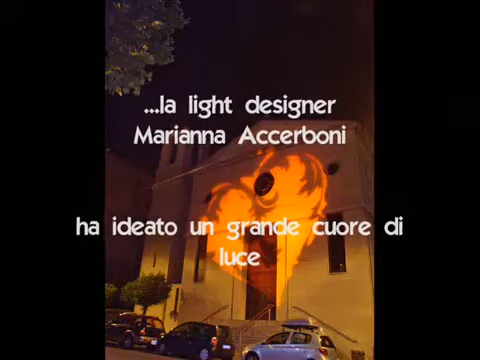 ...la light designer
Marianna Accerboni
ha ideato un grande cuore di
luce